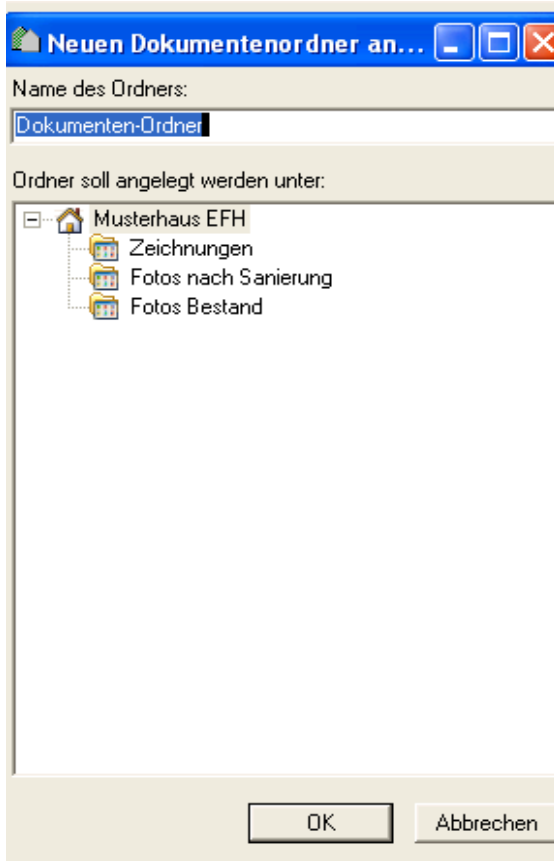 Neuen Dokumentenordner an...
Name des Ordners:
Dokumenten-Ordner
Ordner soll angelegt werden unter:
Musterhaus EFH
Zeichnungen
Fotos nach Sanierung
Fotos Bestand
OK
Abbrechen